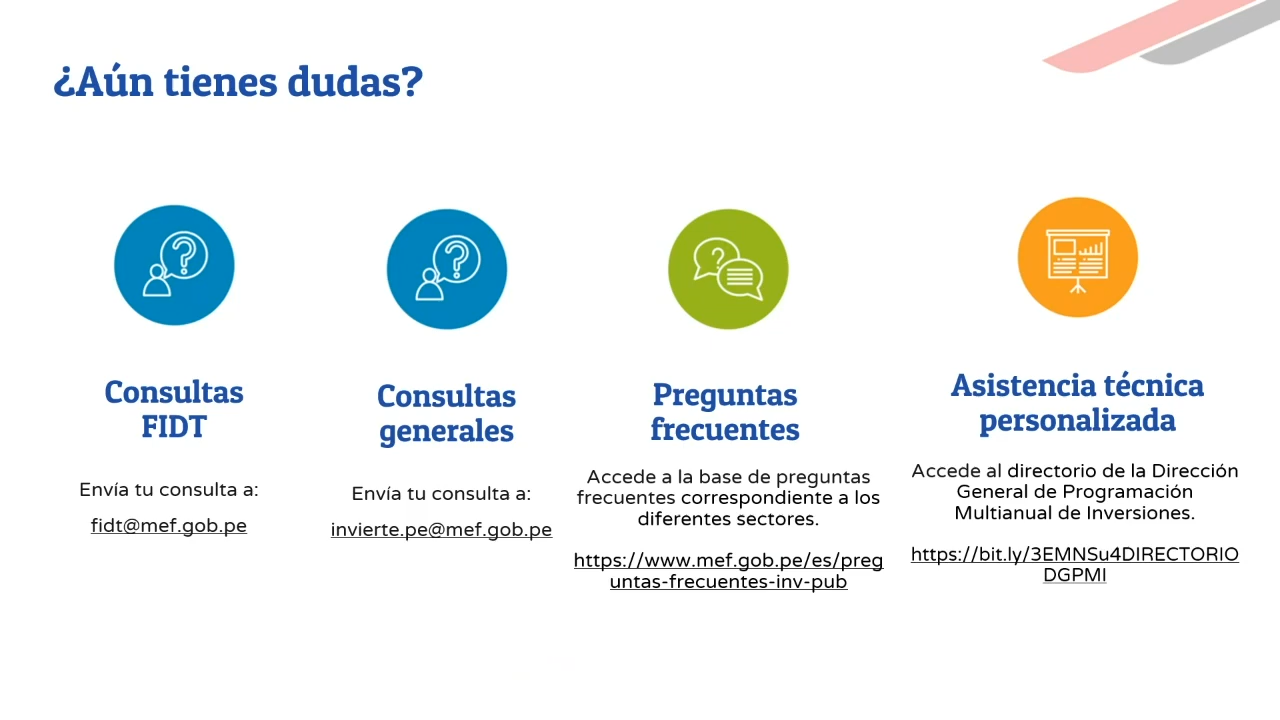 ¿Aún tienes dudas?
Consultas
FIDT
Envía tu consulta a:
fidt@mef.gob.pe
Consultas
generales
Envía tu consulta a:
invierte.pe@mef.gob.pe
Preguntas
frecuentes
Accede a la base de preguntas
frecuentes correspondiente a los
diferentes sectores.
https://www.mef.gob.pe/es/preg
untas-frecuentes-inv-pub
Asistencia técnica
personalizada
Accede al directorio de la Dirección
General de Programación
Multianual de Inversiones.
https://bit.ly/3EMNSu4DIRECTORIO
DGPMI